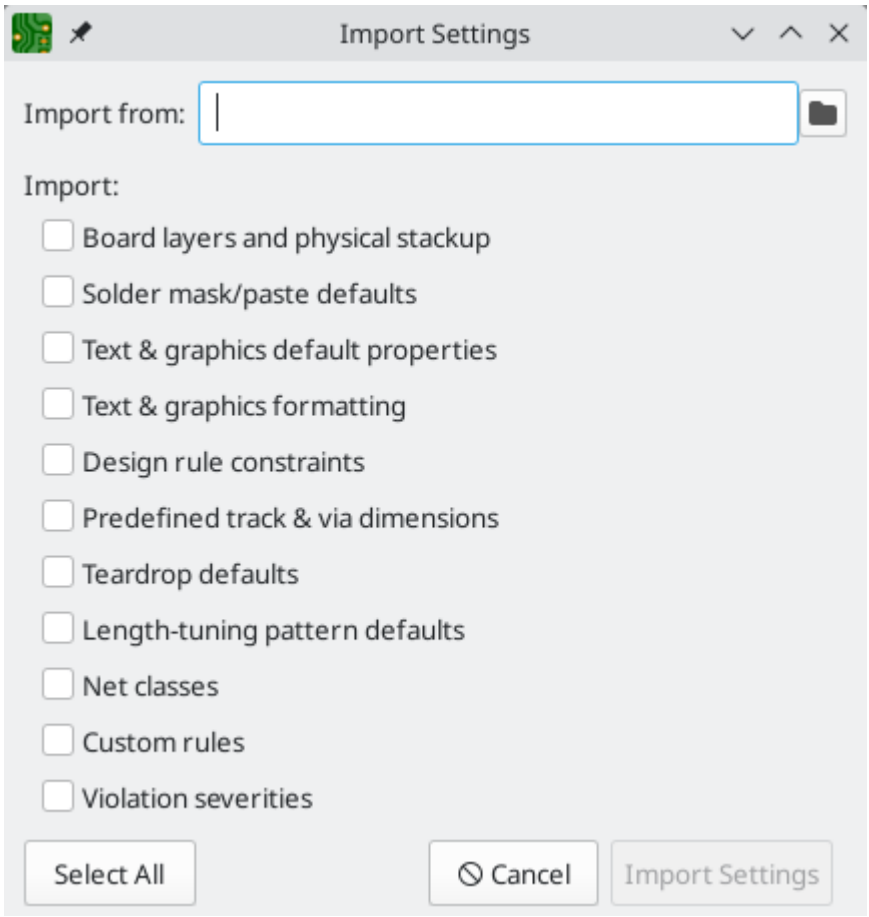 Import Settings
Import from:
Import:
Board layers and physical stackup
Solder mask/paste defaults
Text & graphics default properties
Text & graphics formatting
Design rule constraints
Predefined track & via dimensions
Teardrop defaults
Length-tuning pattern defaults
Net classes
Custom rules
Violation severities
Select All Cancel Import Settings